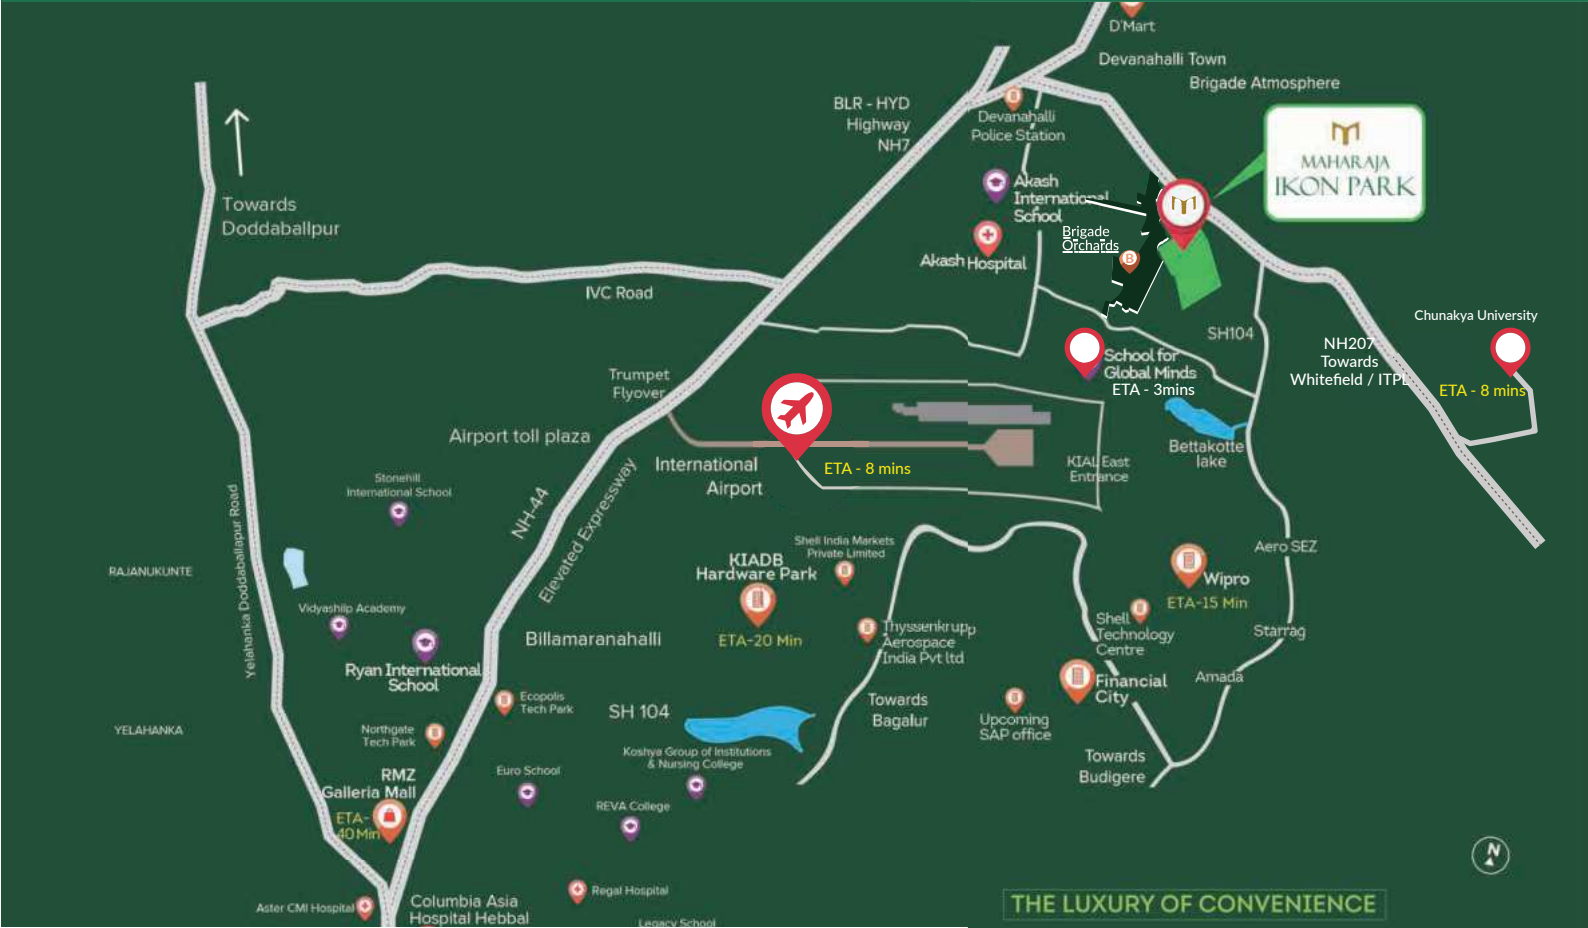 D'Mart
Devanahalli Town
Brigade Atmosphere
BLR - HYD
Highway
NH7
Devanahalli
Police Station
MAHARAJA
IKON PARK
Akash
International
School
Brigade
Orchards
B
Akash Hospital
Towards
Doddaballpur
IVC Road
SH104
Chunakya University
NH207
Towards
Whitefield / ITPL
ETA - 8 mins
School for
Global Minds
ETA - 3mins
Trumpet
Flyover
Airport toll plaza
International
Airport
ETA - 8 mins
KIAL East
Entrance
Bettakotte
lake
Stonehill
International School
NH-44
Elevated Expressway
Yelahanka Doddaballapur Road
RAJANUKUNTE
Shell India Markets
Private Limited
KIADB
Hardware Park
ETA-20 Min
Aero SEZ
Wipro
ETA-15 Min
Vidyashilp Academy
Ryan International
School
Billamaranahalli
Thyssenkrupp
Aerospace
India Pvt ltd
Shell
Technology
Centre
Starrag
Amada
Financial
City
Ecopolis
Tech Park
SH 104
Towards
Bagalur
Upcoming
SAP office
YELAHANKA
Northgate
Tech Park
Koshya Group of Institutions
& Nursing College
Towards
Budigere
RMZ
Galleria Mall
ETA-
40 Min
Euro School
REVA College
N
Regal Hospital
Aster CMI Hospital
Columbia Asia
Hospital Hebbal
Legacy School
THE LUXURY OF CONVENIENCE